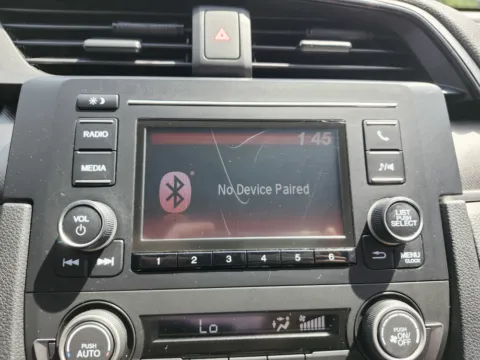 RADIO
MEDIA
VOL
1:45
No Device Paired
LIST
PUSH
SELECT
MENU
CLOCK
1 2 3 4 5 6
PUSH
AUTO
Lo
PUSH
ON/
OFF